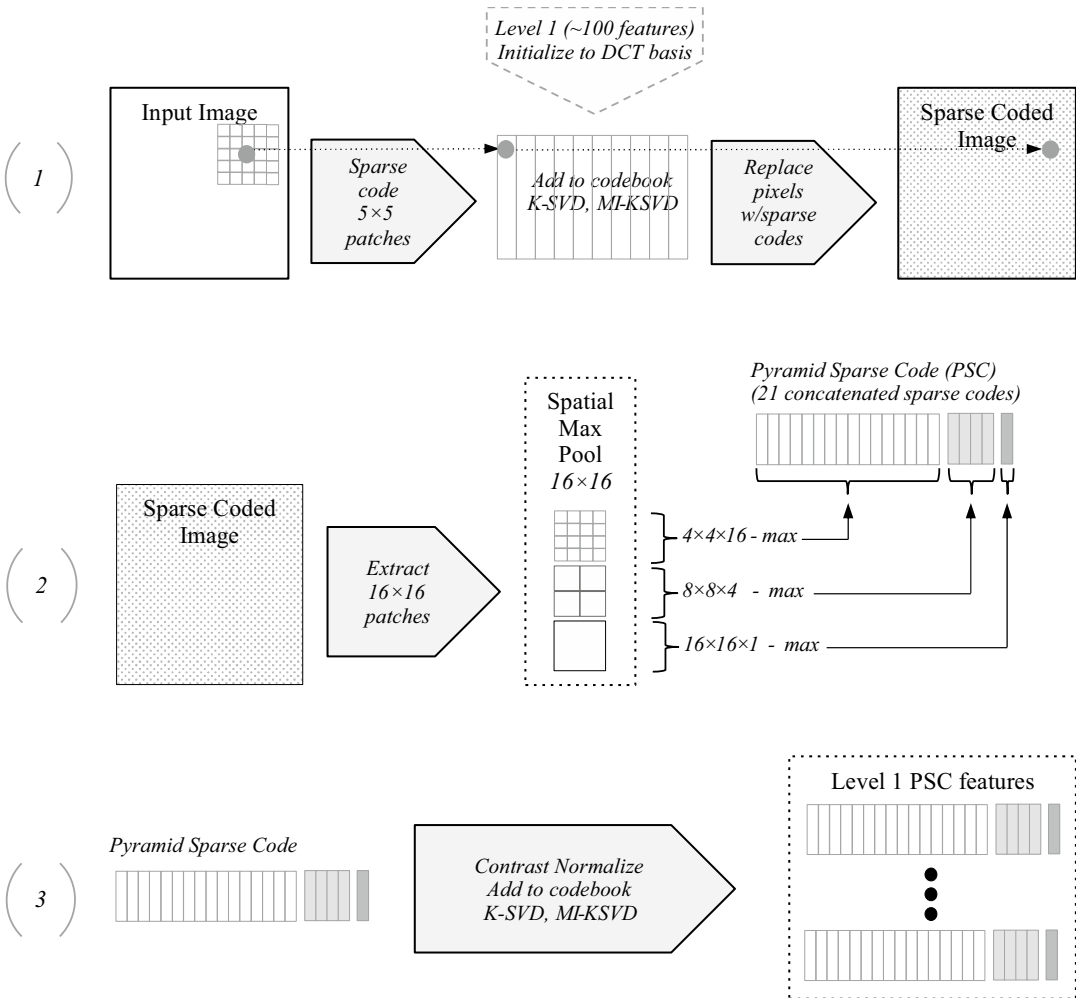 Level 1 (~100 features)
Initialize to DCT basis
Input Image
Sparse Coded
Image
(1)
Sparse
code
5×5
patches
Add to codebook
K-SVD, MI-KSVD
Replace
pixels
w/sparse
codes
Pyramid Sparse Code (PSC)
(21 concatenated sparse codes)
Spatial
Max
Pool
16×16
Sparse Coded
Image
(2)
Extract
16×16
patches
4×4×16 - max
8×8×4 - max
16×16×1 - max
Level 1 PSC features
Pyramid Sparse Code
(3)
Contrast Normalize
Add to codebook
K-SVD, MI-KSVD